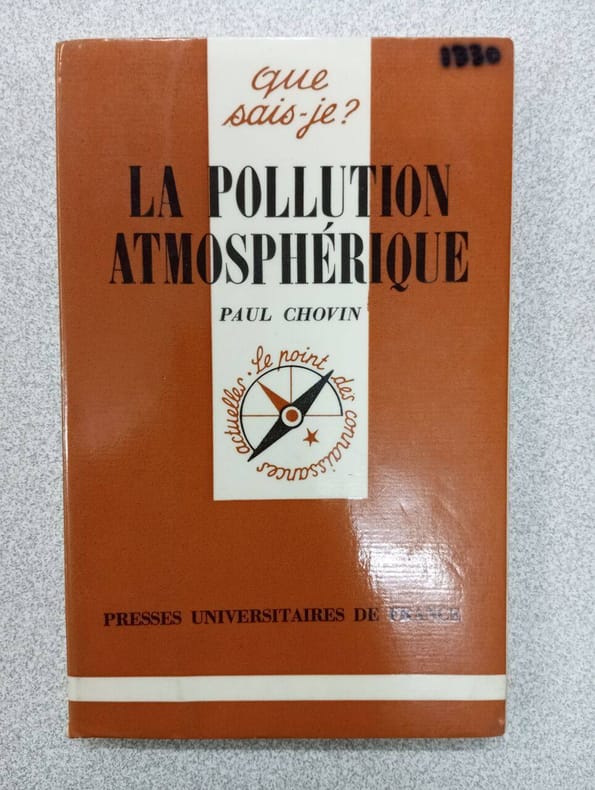 1330
que
sais-je?
LA POLLUTION
ATMOSPHÉRIQUE
PAUL CHOVIN
Le point des connaissances actuelles.
PRESSES UNIVERSITAIRES DE FRANCE